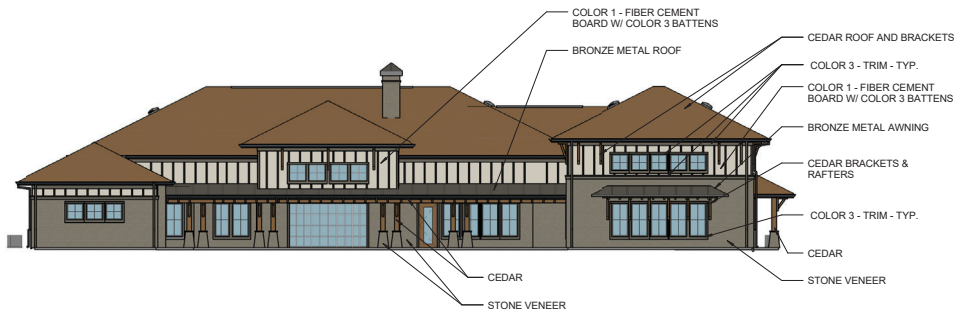 COLOR 1 - FIBER CEMENT
BOARD W/ COLOR 3 BATTENS
BRONZE METAL ROOF
CEDAR ROOF AND BRACKETS
COLOR 3 - TRIM - TYP.
COLOR 1 - FIBER CEMENT
BOARD W/ COLOR 3 BATTENS
BRONZE METAL AWNING
CEDAR BRACKETS &
RAFTERS
COLOR 3 - TRIM - TYP.
CEDAR
STONE VENEER
CEDAR
STONE VENEER